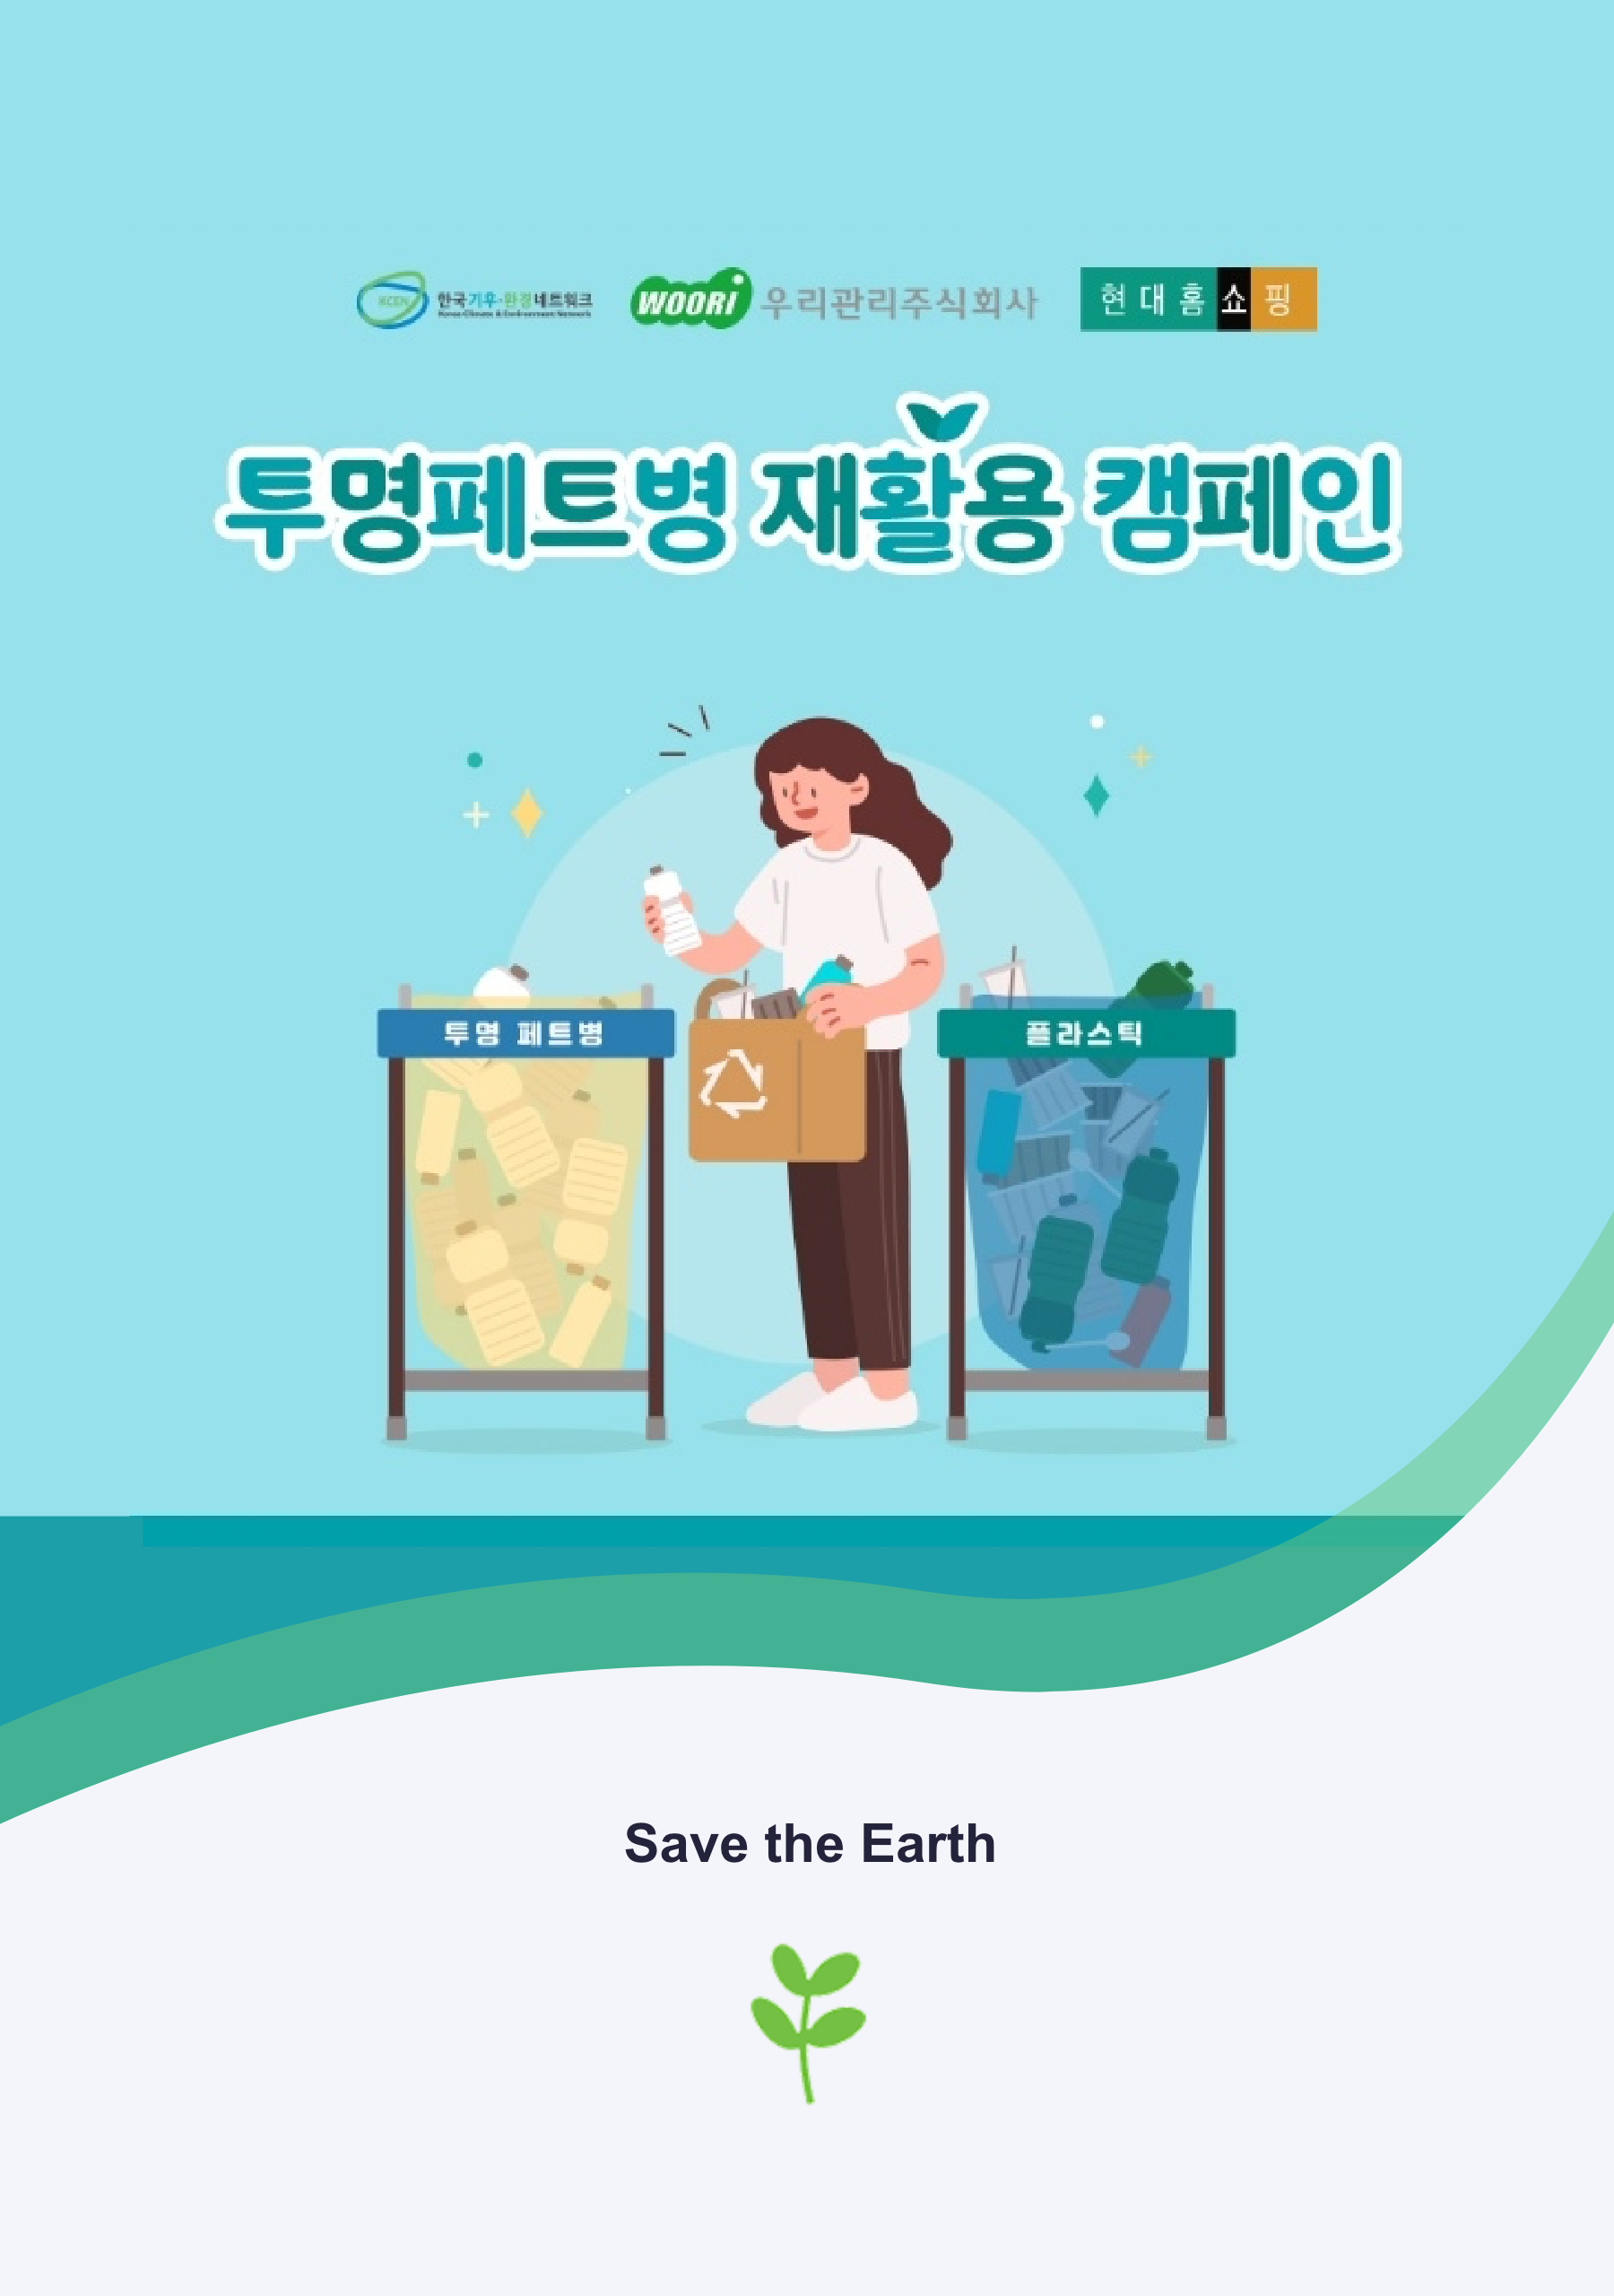 KCEN 한국기후·환경네트워크
Korea Climate & Environment Network
WOORi 우리관리주식회사
현대홈쇼핑
투명페트병 재활용 캠페인
투명 페트병
플라스틱
Save the Earth